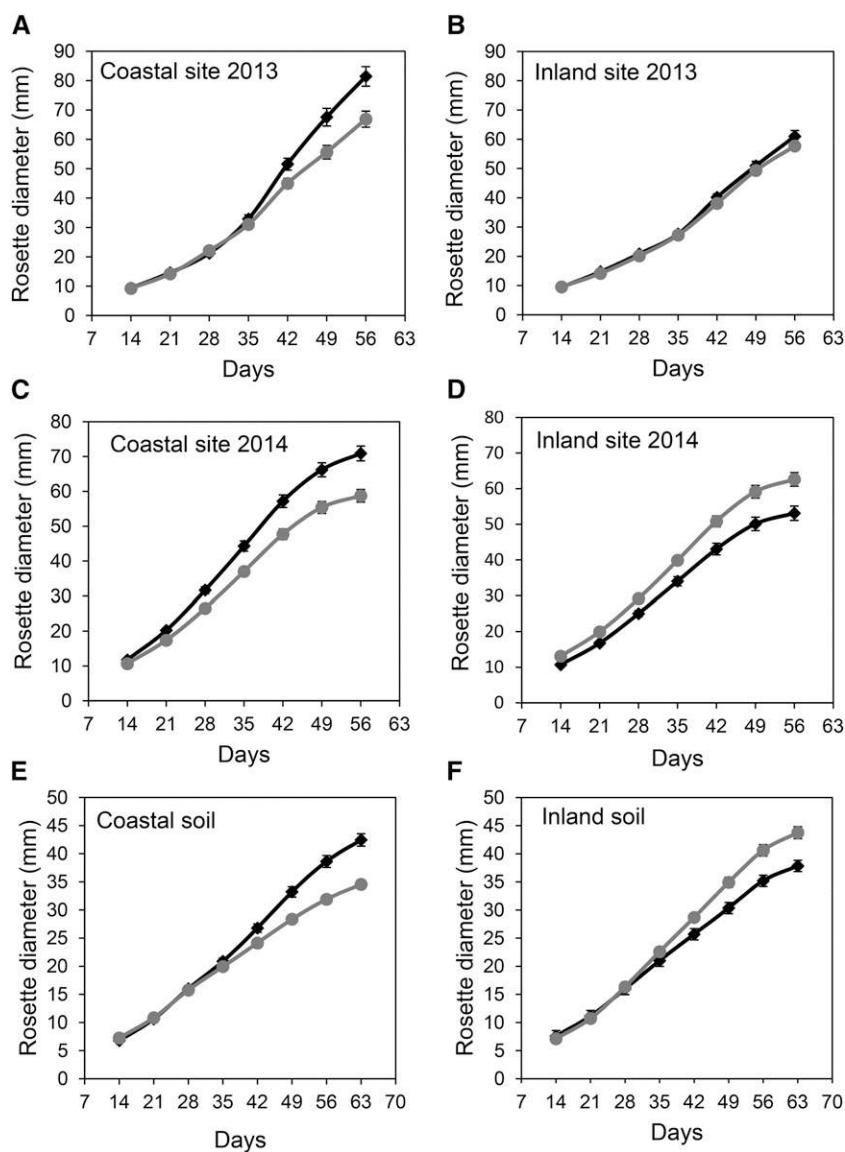 A
Coastal site 2013
Rosette diameter (mm)
90
80
70
60
50
40
30
20
10
0
7 14 21 28 35 42 49 56 63
Days
B
Inland site 2013
Rosette diameter (mm)
90
80
70
60
50
40
30
20
10
0
7 14 21 28 35 42 49 56 63
Days
C
Coastal site 2014
Rosette diameter (mm)
80
70
60
50
40
30
20
10
0
7 14 21 28 35 42 49 56 63
Days
D
Inland site 2014
Rosette diameter (mm)
80
70
60
50
40
30
20
10
0
7 14 21 28 35 42 49 56 63
Days
E
Coastal soil
Rosette diameter (mm)
50
45
40
35
30
25
20
15
10
5
0
7 14 21 28 35 42 49 56 63 70
Days
F
Inland soil
Rosette diameter (mm)
50
45
40
35
30
25
20
15
10
5
0
7 14 21 28 35 42 49 56 63 70
Days